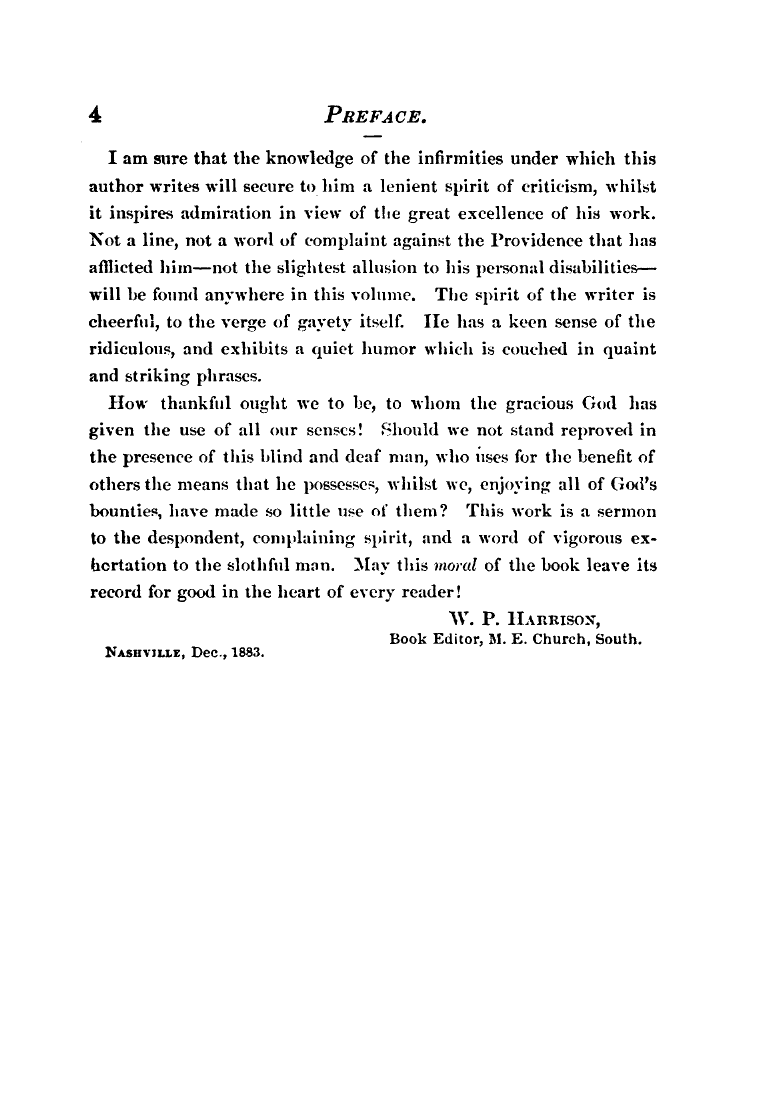 4 PREFACE.
I am sure that the knowledge of the infirmities under which this
author writes will secure to him a lenient spirit of criticism, whilst
it inspires admiration in view of the great excellence of his work.
Not a line, not a word of complaint against the Providence that has
afflicted him—not the slightest allusion to his personal disabilities—
will be found anywhere in this volume. The spirit of the writer is
cheerful, to the verge of gayety itself. He has a keen sense of the
ridiculous, and exhibits a quiet humor which is couched in quaint
and striking phrases.
How thankful ought we to be, to whom the gracious God has
given the use of all our senses! Should we not stand reproved in
the presence of this blind and deaf man, who uses for the benefit of
others the means that he possesses, whilst we, enjoying all of God's
bounties, have made so little use of them? This work is a sermon
to the despondent, complaining spirit, and a word of vigorous ex-
hortation to the slothful man. May this moral of the book leave its
record for good in the heart of every reader!
W. P. HARRISON,
Book Editor, M. E. Church, South.
NASHVILLE, Dec., 1883.